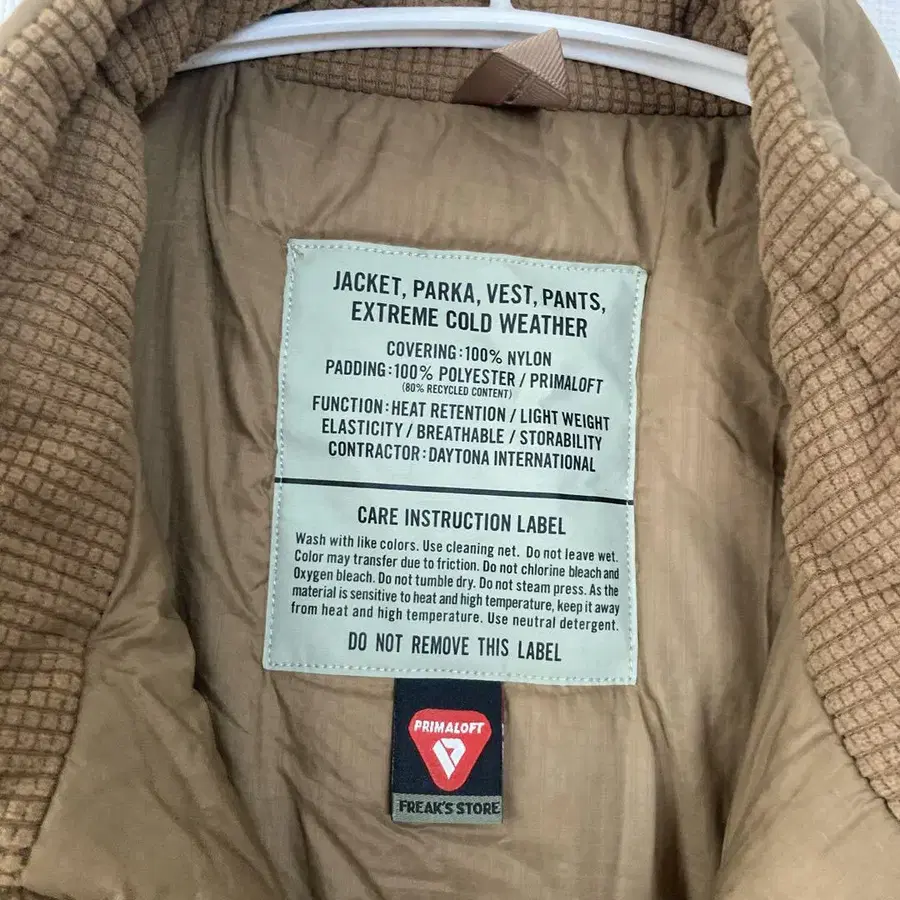 JACKET, PARKA, VEST, PANTS,
EXTREME COLD WEATHER
COVERING:100% NYLON
PADDING:100% POLYESTER / PRIMALOFT
(80% RECYCLED CONTENT)
FUNCTION:HEAT RETENTION / LIGHT WEIGHT
ELASTICITY / BREATHABLE / STORABILITY
CONTRACTOR:DAYTONA INTERNATIONAL
CARE INSTRUCTION LABEL
Wash with like colors. Use cleaning net. Do not leave wet.
Color may transfer due to friction. Do not chlorine bleach and
Oxygen bleach. Do not tumble dry. Do not steam press. As the
material is sensitive to heat and high temperature, keep it away
from heat and high temperature. Use neutral detergent.
DO NOT REMOVE THIS LABEL
PRIMALOFT
FREAK'S STORE